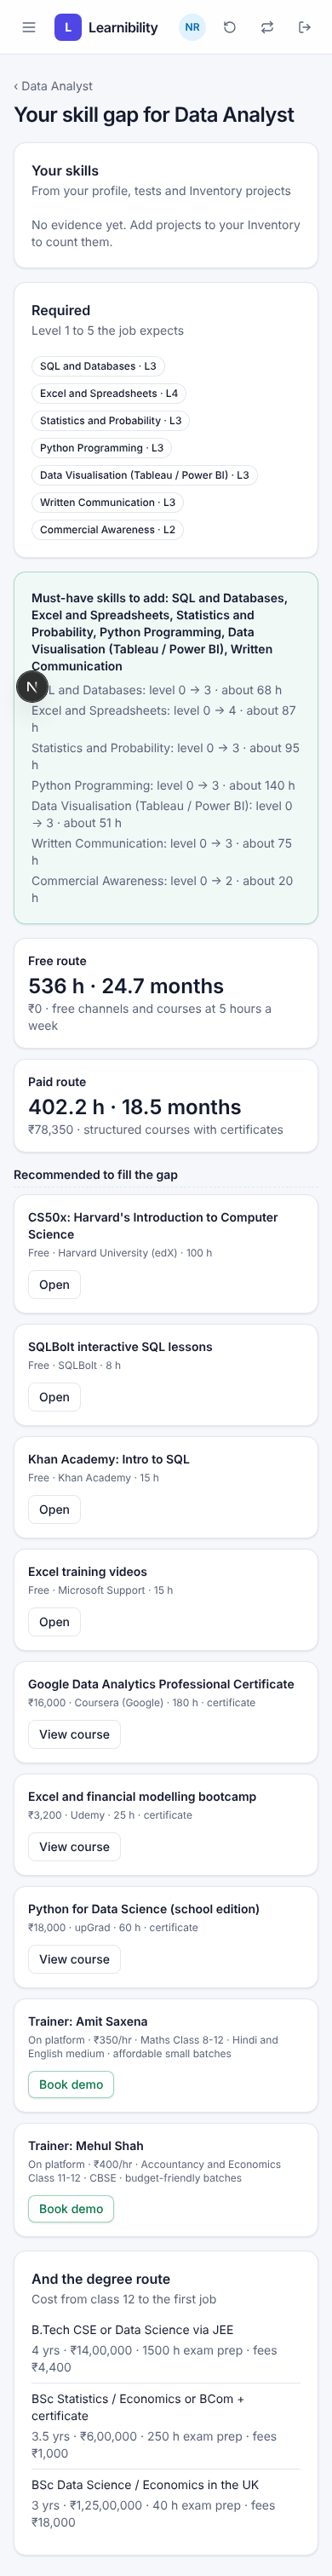 L Learnibility NR
‹ Data Analyst
Your skill gap for Data Analyst
Your skills
From your profile, tests and Inventory projects
No evidence yet. Add projects to your Inventory
to count them.
Required
Level 1 to 5 the job expects
SQL and Databases · L3
Excel and Spreadsheets · L4
Statistics and Probability · L3
Python Programming · L3
Data Visualisation (Tableau / Power BI) · L3
Written Communication · L3
Commercial Awareness · L2
Must-have skills to add: SQL and Databases,
Excel and Spreadsheets, Statistics and
Probability, Python Programming, Data
Visualisation (Tableau / Power BI), Written
Communication
N
L and Databases: level 0 → 3 · about 68 h
Excel and Spreadsheets: level 0 → 4 · about 87
h
Statistics and Probability: level 0 → 3 · about 95
h
Python Programming: level 0 → 3 · about 140 h
Data Visualisation (Tableau / Power BI): level 0
→ 3 · about 51 h
Written Communication: level 0 → 3 · about 75
h
Commercial Awareness: level 0 → 2 · about 20
h
Free route
536 h · 24.7 months
₹0 · free channels and courses at 5 hours a
week
Paid route
402.2 h · 18.5 months
₹78,350 · structured courses with certificates
Recommended to fill the gap
CS50x: Harvard's Introduction to Computer
Science
Free · Harvard University (edX) · 100 h
Open
SQLBolt interactive SQL lessons
Free · SQLBolt · 8 h
Open
Khan Academy: Intro to SQL
Free · Khan Academy · 15 h
Open
Excel training videos
Free · Microsoft Support · 15 h
Open
Google Data Analytics Professional Certificate
₹16,000 · Coursera (Google) · 180 h · certificate
View course
Excel and financial modelling bootcamp
₹3,200 · Udemy · 25 h · certificate
View course
Python for Data Science (school edition)
₹18,000 · upGrad · 60 h · certificate
View course
Trainer: Amit Saxena
On platform · ₹350/hr · Maths Class 8-12 · Hindi and
English medium · affordable small batches
Book demo
Trainer: Mehul Shah
On platform · ₹400/hr · Accountancy and Economics
Class 11-12 · CBSE · budget-friendly batches
Book demo
And the degree route
Cost from class 12 to the first job
B.Tech CSE or Data Science via JEE
4 yrs · ₹14,00,000 · 1500 h exam prep · fees
₹4,400
BSc Statistics / Economics or BCom +
certificate
3.5 yrs · ₹6,00,000 · 250 h exam prep · fees
₹1,000
BSc Data Science / Economics in the UK
3 yrs · ₹1,25,00,000 · 40 h exam prep · fees
₹18,000